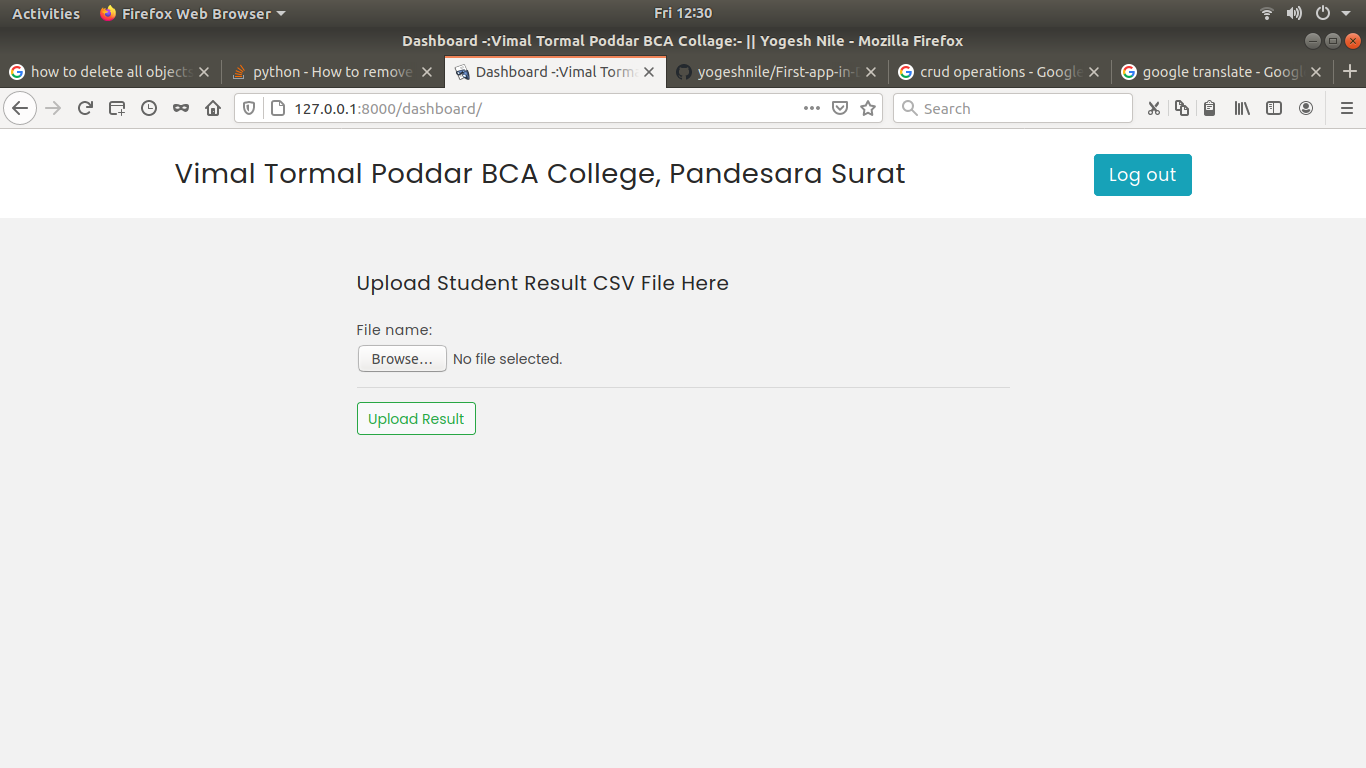 Activities Firefox Web Browser Fri 12:30
Dashboard -:Vimal Tormal Poddar BCA Collage:- || Yogesh Nile - Mozilla Firefox
how to delete all objects python - How to remove Dashboard -:Vimal Torma yogeshnile/First-app-in-D crud operations - Google google translate - Googl
127.0.0.1:8000/dashboard/ Search
Vimal Tormal Poddar BCA College, Pandesara Surat Log out
Upload Student Result CSV File Here
File name:
Browse... No file selected.
Upload Result